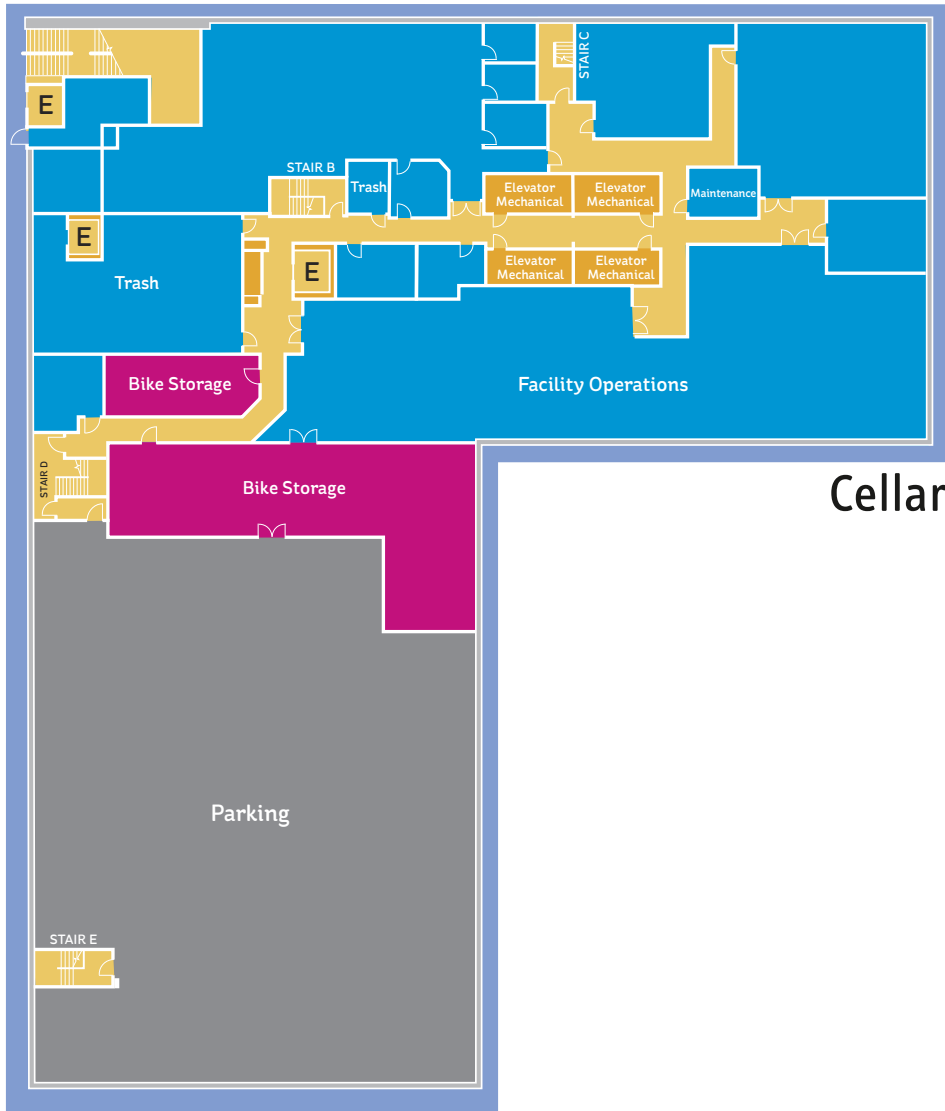 STAIR C
E
STAIR B
Trash
Elevator
Mechanical
Elevator
Mechanical
Maintenance
E
E
Elevator
Mechanical
Elevator
Mechanical
Trash
Bike Storage
Facility Operations
STAIR D
Bike Storage
Cellar
Parking
STAIR E